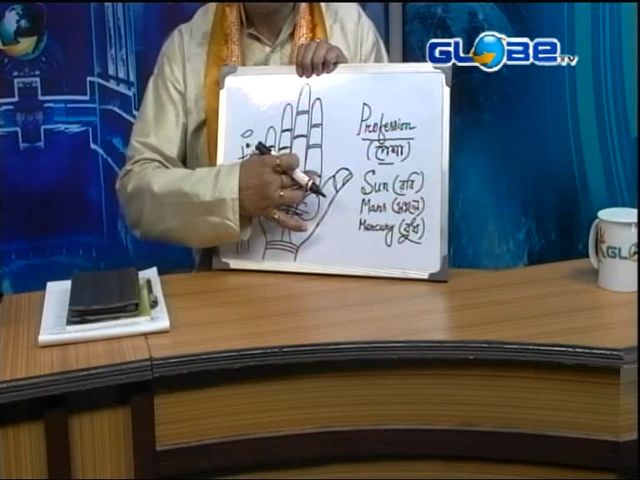 GLOBE TV
Profession
(পেশা)
Sun (রবি)
Mars (মঙ্গল)
Mercury (বুধ)
GLO